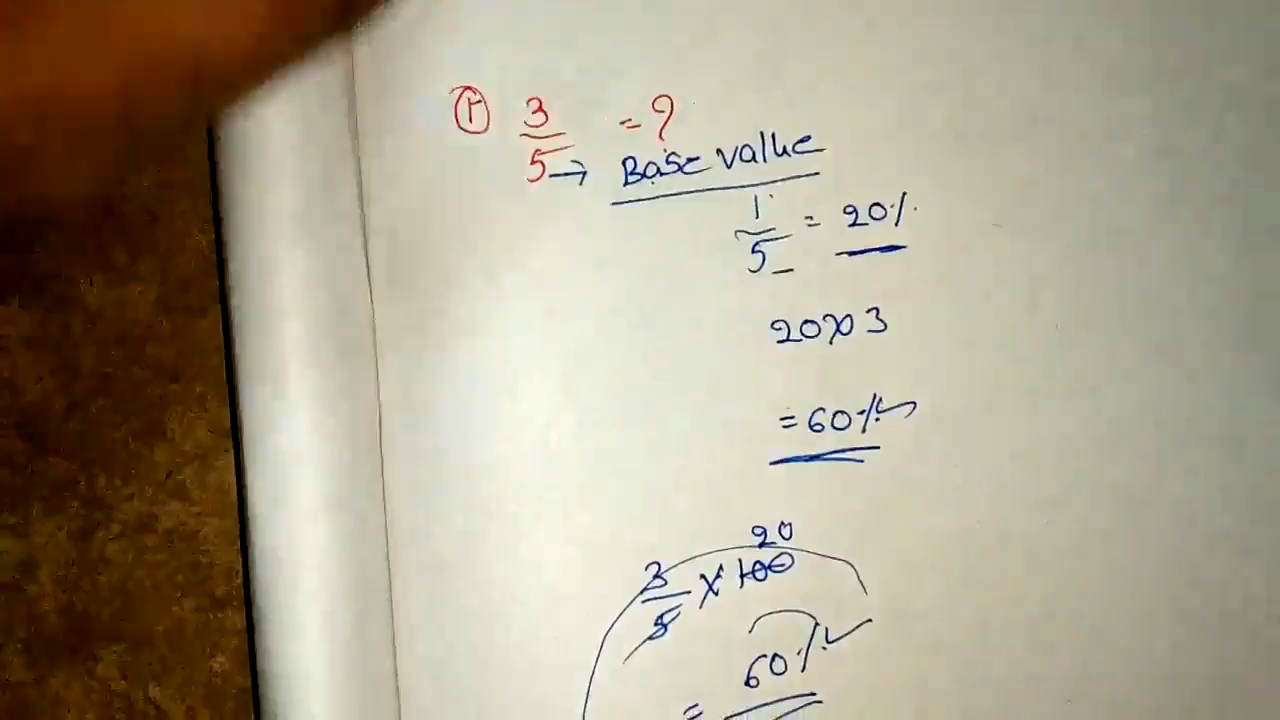 ① 3/5 = ?
5 → Base value
1/5 = 20%
20 x 3
= 60%
20
3/5 x 100
= 60%